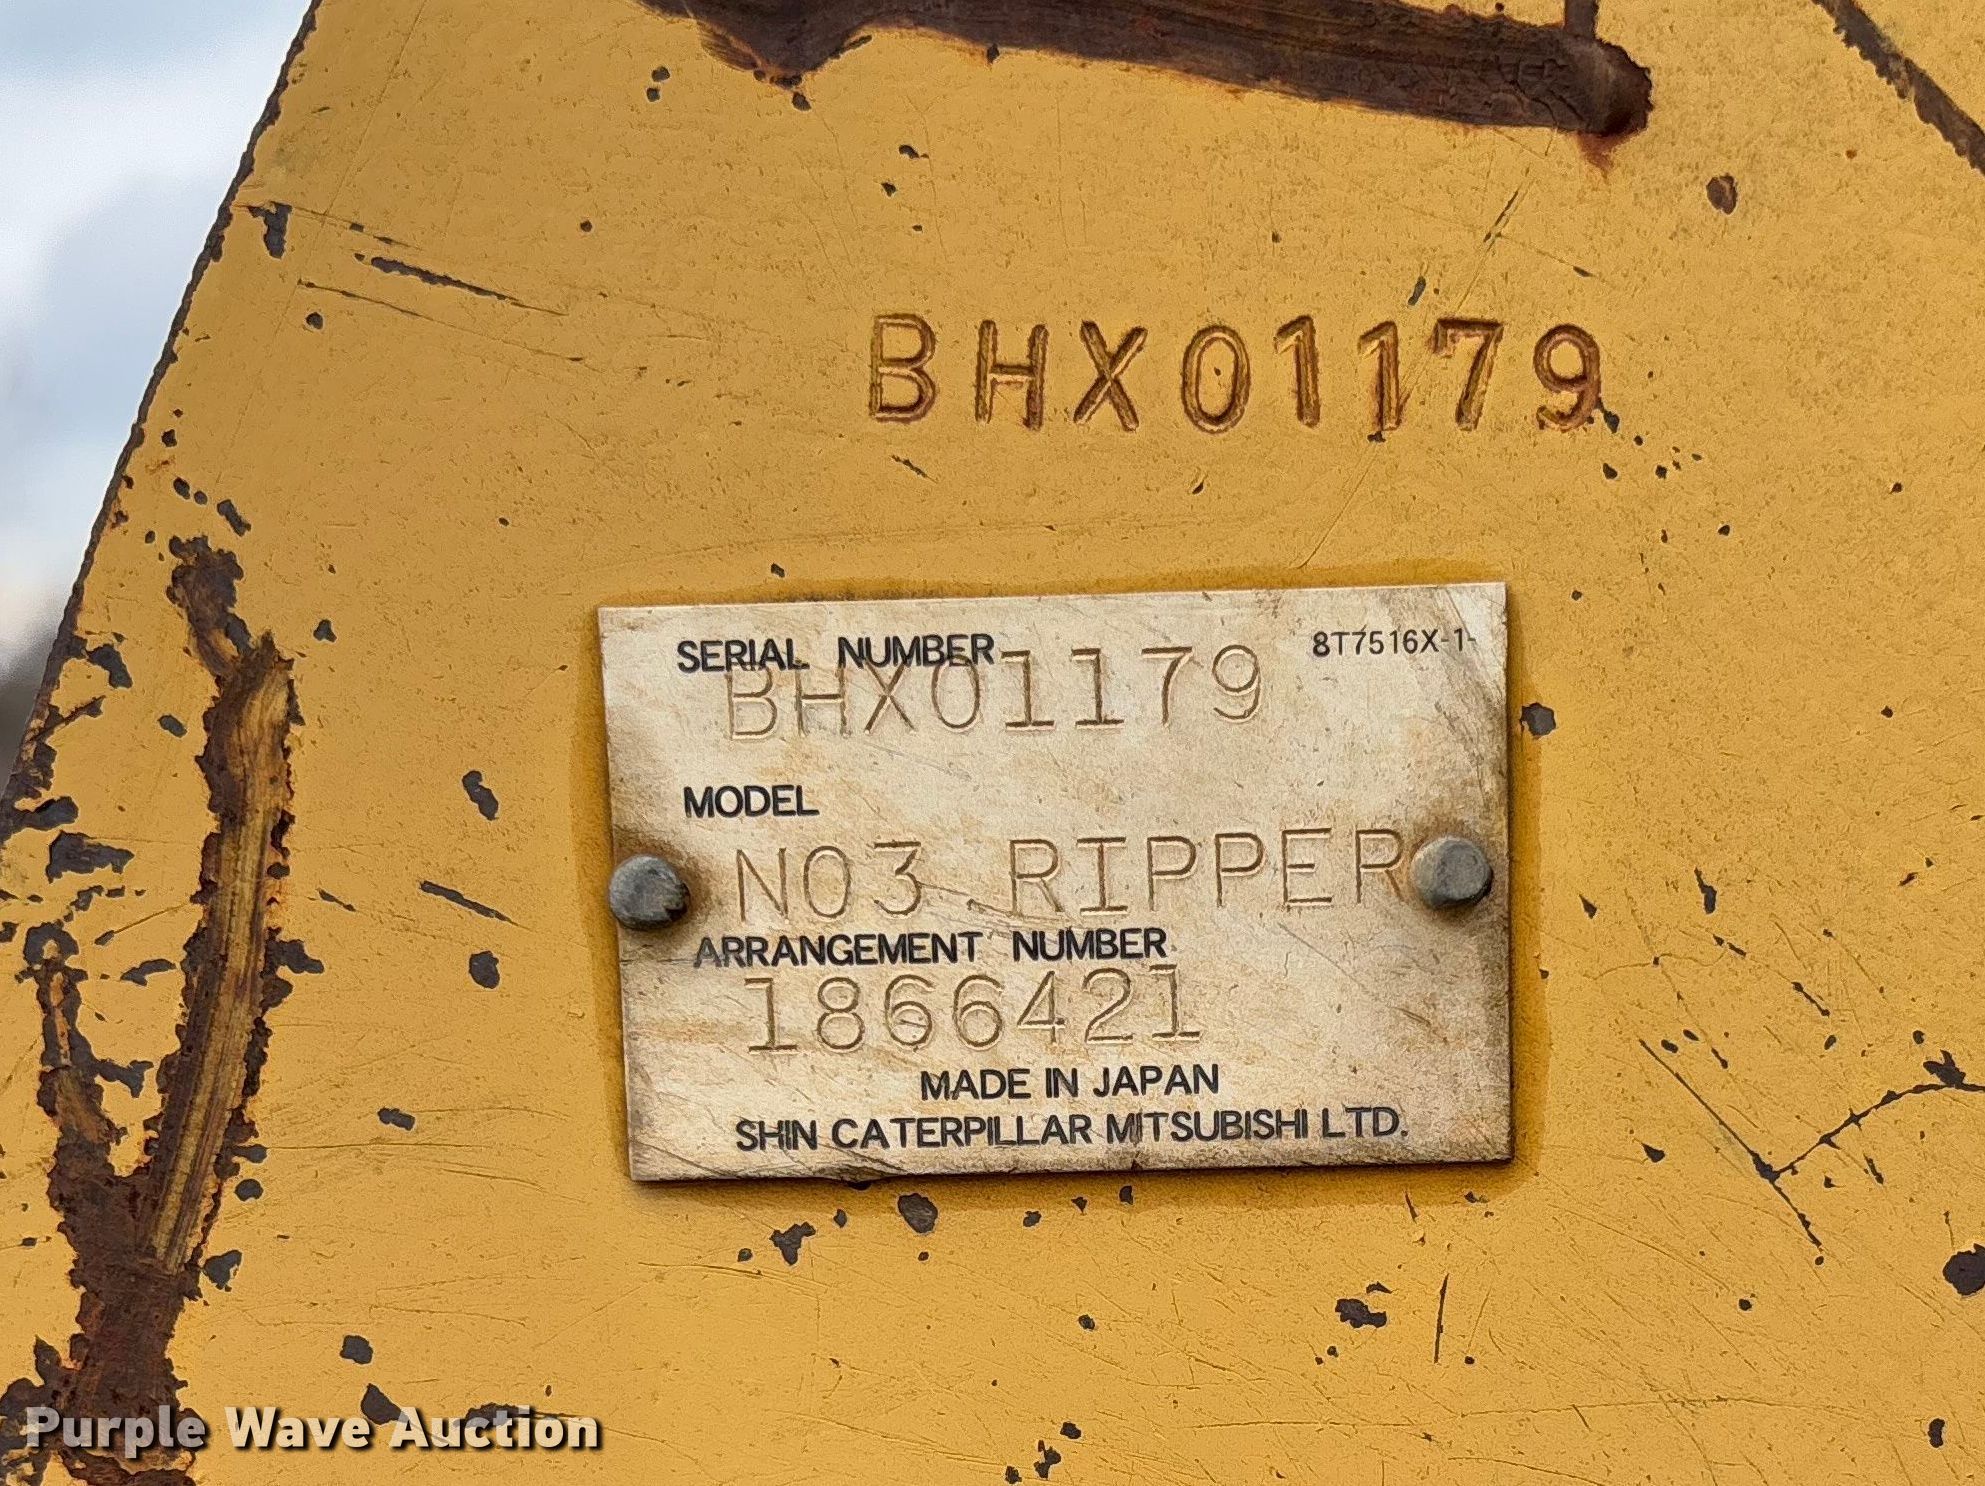 BHX01179
SERIAL NUMBER 8T7516X-1-
BHX01179
MODEL
NO3 RIPPER
ARRANGEMENT NUMBER
1866421
MADE IN JAPAN
SHIN CATERPILLAR MITSUBISHI LTD.
Purple Wave Auction